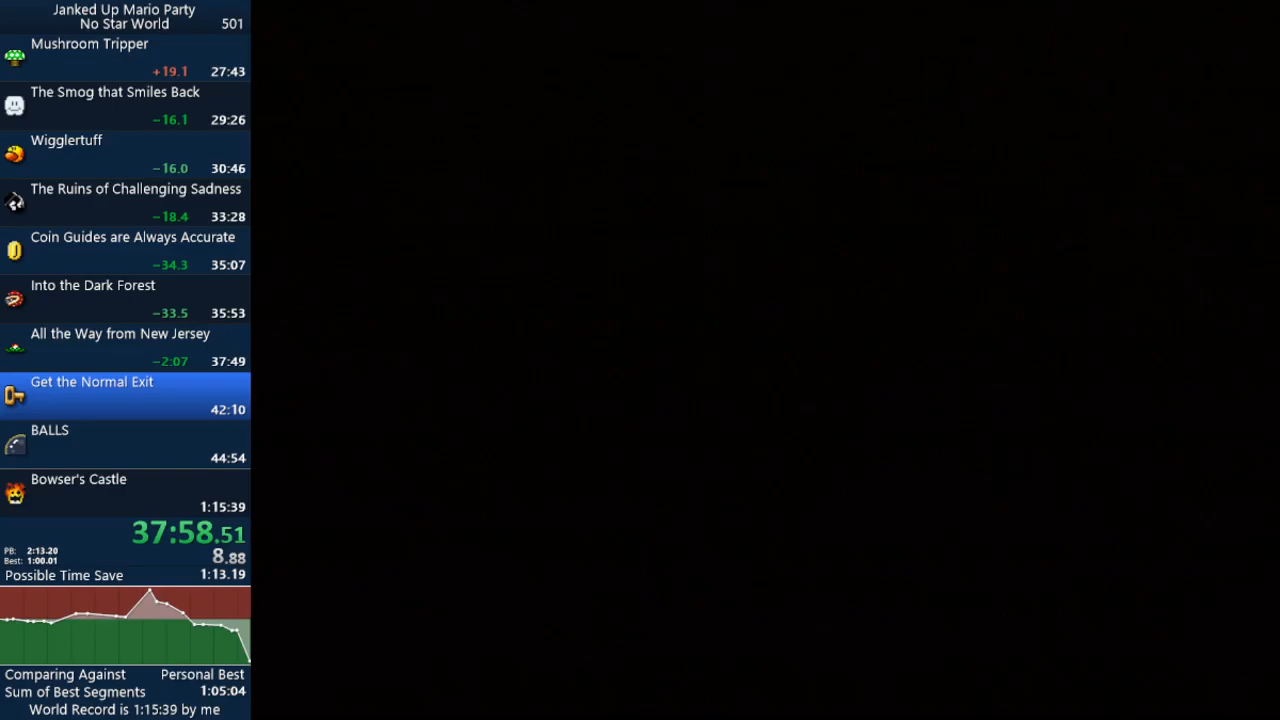 Janked Up Mario Party
No Star World 501
Mushroom Tripper
+19.1 27:43
The Smog that Smiles Back
−16.1 29:26
Wigglertuff
−16.0 30:46
The Ruins of Challenging Sadness
−18.4 33:28
Coin Guides are Always Accurate
−34.3 35:07
Into the Dark Forest
−33.5 35:53
All the Way from New Jersey
−2:07 37:49
Get the Normal Exit
42:10
BALLS
44:54
Bowser's Castle
1:15:39
37:58.51
PB: 2:13.20
Best: 1:00.01
8.88
Possible Time Save 1:13.19
Comparing Against Personal Best
Sum of Best Segments 1:05:04
World Record is 1:15:39 by me